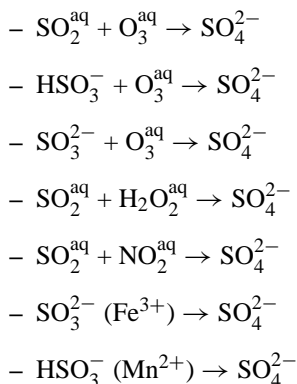 – SO₂^aq + O₃^aq → SO₄²⁻
– HSO₃⁻ + O₃^aq → SO₄²⁻
– SO₃²⁻ + O₃^aq → SO₄²⁻
– SO₂^aq + H₂O₂^aq → SO₄²⁻
– SO₂^aq + NO₂^aq → SO₄²⁻
– SO₃²⁻ (Fe³⁺) → SO₄²⁻
– HSO₃⁻ (Mn²⁺) → SO₄²⁻